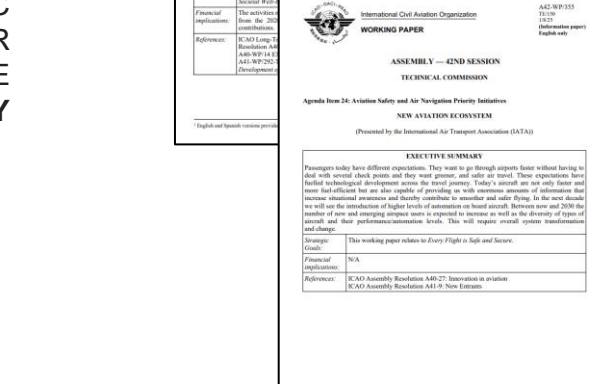 C
R
E
Y
Societal Well-b
Financial implications:
The activities o
from the 202
contributions.
References:
ICAO Long-Te
Resolution A4
A40-WP/14 E
A41-WP/292-1
Development o
¹ English and Spanish versions provide
International Civil Aviation Organization
WORKING PAPER
A42-WP/355
TE/139
1/8/25
(Information paper)
English only
ASSEMBLY — 42ND SESSION
TECHNICAL COMMISSION
Agenda Item 24: Aviation Safety and Air Navigation Priority Initiatives
NEW AVIATION ECOSYSTEM
(Presented by the International Air Transport Association (IATA))
EXECUTIVE SUMMARY
Passengers today have different expectations. They want to go through airports faster without having to
deal with several check points and they want greener, and safer air travel. These expectations have
fuelled technological development across the travel journey. Today's aircraft are not only faster and
more fuel-efficient but are also capable of providing us with enormous amounts of information that
increase situational awareness and thereby contribute to smoother and safer flying. In the next decade
we will see the introduction of higher levels of automation on board aircraft. Between now and 2030 the
number of new and emerging airspace users is expected to increase as well as the diversity of types of
aircraft and their performance/automation levels. This will require overall system transformation
and change.
Strategic Goals:
This working paper relates to Every Flight is Safe and Secure.
Financial implications:
N/A
References:
ICAO Assembly Resolution A40-27: Innovation in aviation
ICAO Assembly Resolution A41-9: New Entrants